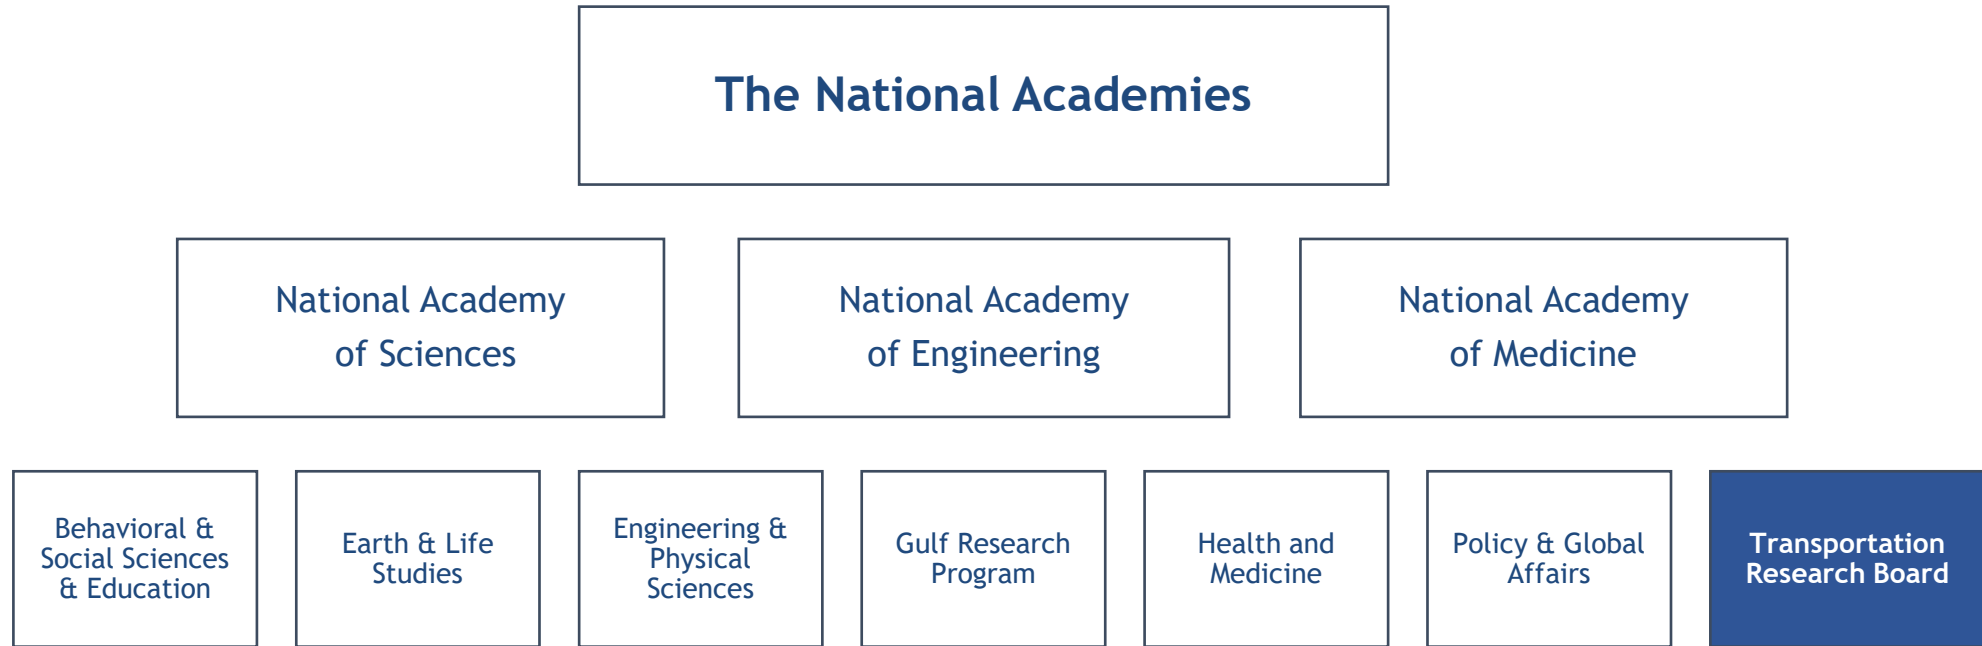 The National Academies
National Academy
of Sciences
National Academy
of Engineering
National Academy
of Medicine
Behavioral &
Social Sciences
& Education
Earth & Life
Studies
Engineering &
Physical
Sciences
Gulf Research
Program
Health and
Medicine
Policy & Global
Affairs
Transportation
Research Board